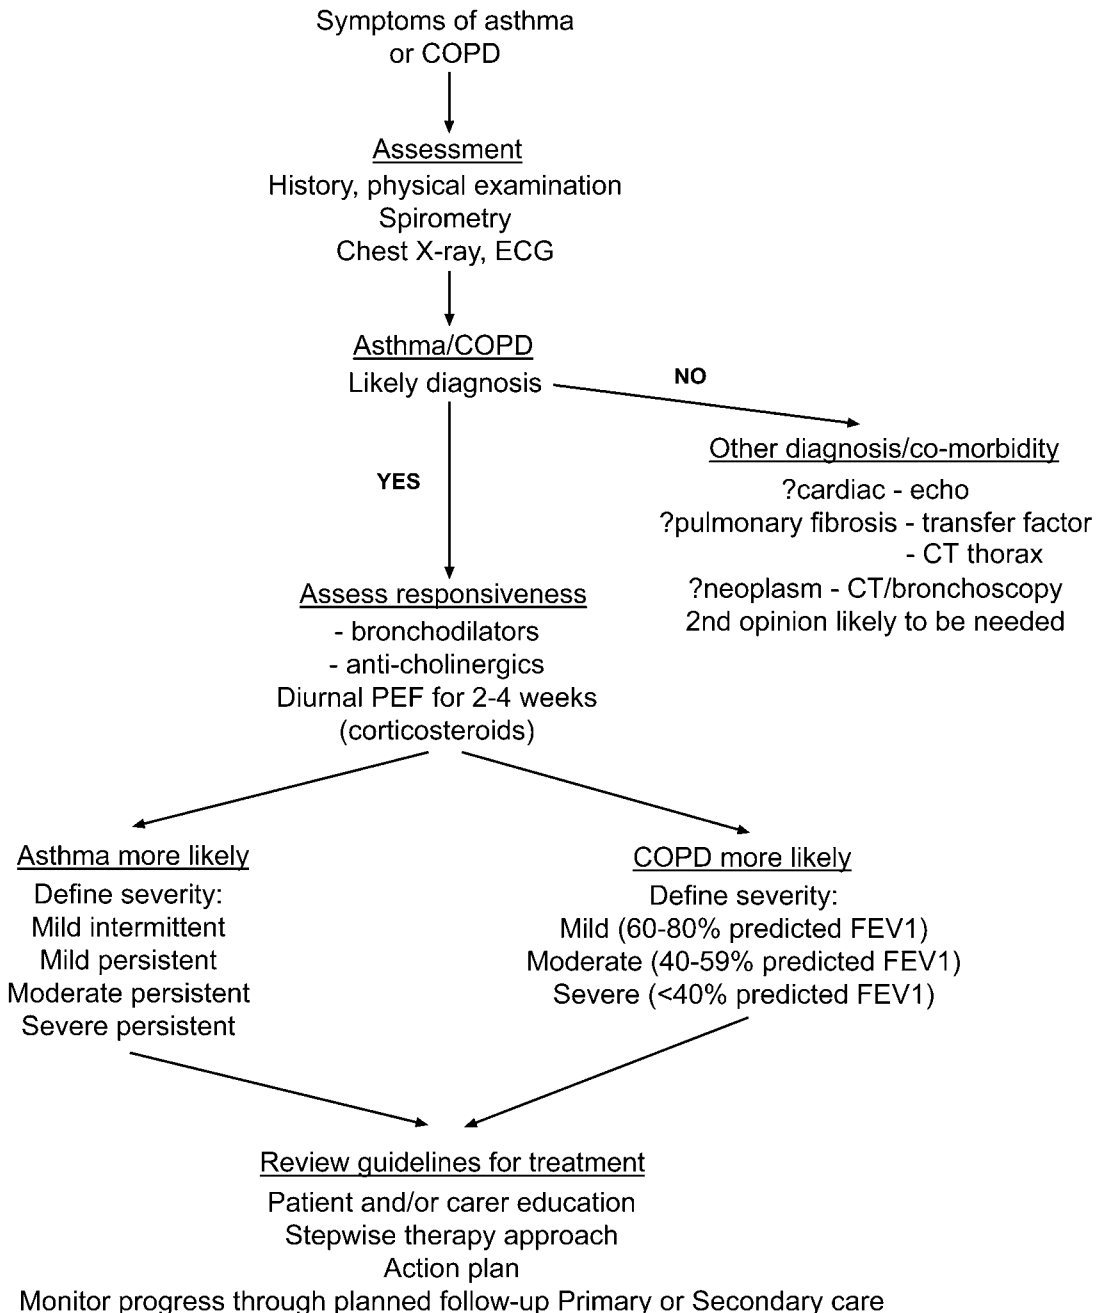 Symptoms of asthma
or COPD
Assessment
History, physical examination
Spirometry
Chest X-ray, ECG
Asthma/COPD
Likely diagnosis
NO
YES
Other diagnosis/co-morbidity
?cardiac - echo
?pulmonary fibrosis - transfer factor
- CT thorax
?neoplasm - CT/bronchoscopy
2nd opinion likely to be needed
Assess responsiveness
- bronchodilators
- anti-cholinergics
Diurnal PEF for 2-4 weeks
(corticosteroids)
Asthma more likely
Define severity:
Mild intermittent
Mild persistent
Moderate persistent
Severe persistent
COPD more likely
Define severity:
Mild (60-80% predicted FEV1)
Moderate (40-59% predicted FEV1)
Severe (<40% predicted FEV1)
Review guidelines for treatment
Patient and/or carer education
Stepwise therapy approach
Action plan
Monitor progress through planned follow-up Primary or Secondary care